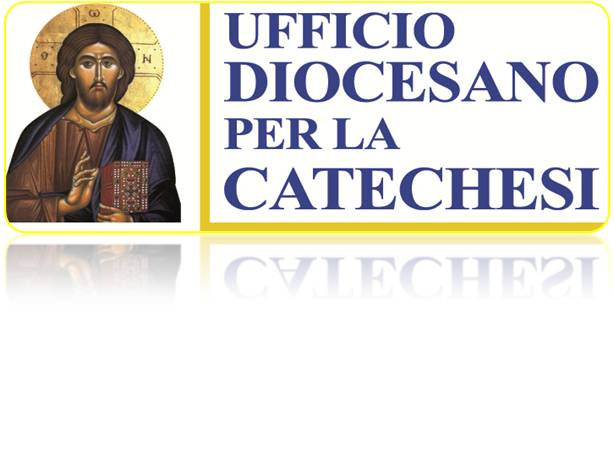 UFFICIO
DIOCESANO
PER LA
CATECHESI